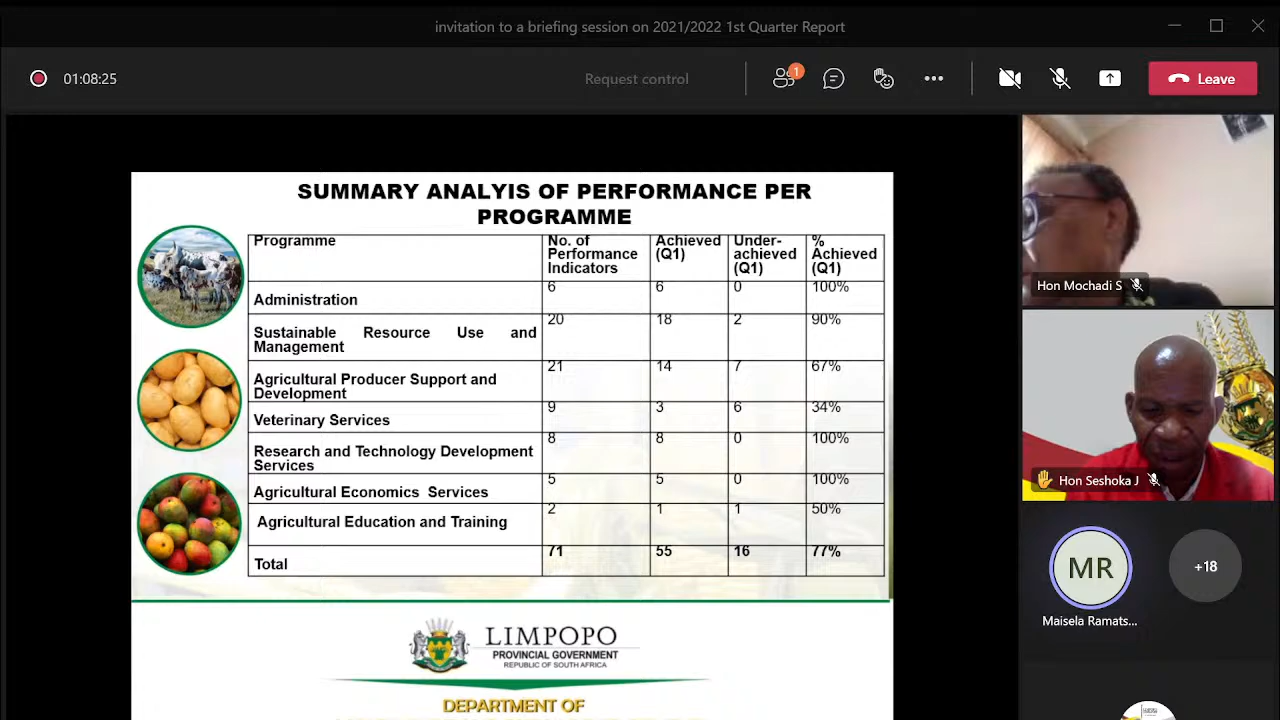 invitation to a briefing session on 2021/2022 1st Quarter Report
01:08:25
Request control
1
Leave
SUMMARY ANALYIS OF PERFORMANCE PER
PROGRAMME
Programme
No. of
Performance
Indicators
Achieved
(Q1)
Under-
achieved
(Q1)
%
Achieved
(Q1)
Administration
6 6 0 100%
Sustainable Resource Use and
Management
20 18 2 90%
Agricultural Producer Support and
Development
21 14 7 67%
Veterinary Services
9 3 6 34%
Research and Technology Development
Services
8 8 0 100%
Agricultural Economics Services
5 5 0 100%
Agricultural Education and Training
2 1 1 50%
Total
71 55 16 77%
LIMPOPO
PROVINCIAL GOVERNMENT
REPUBLIC OF SOUTH AFRICA
DEPARTMENT OF
Hon Mochadi S
Hon Seshoka J
MR
+18
Maisela Ramats...